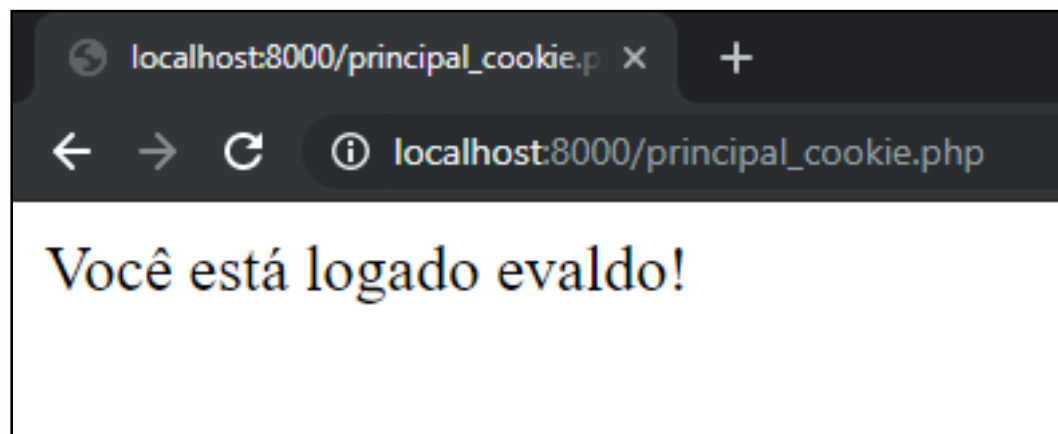 localhost:8000/principal_cookie.p
localhost:8000/principal_cookie.php
Você está logado evaldo!